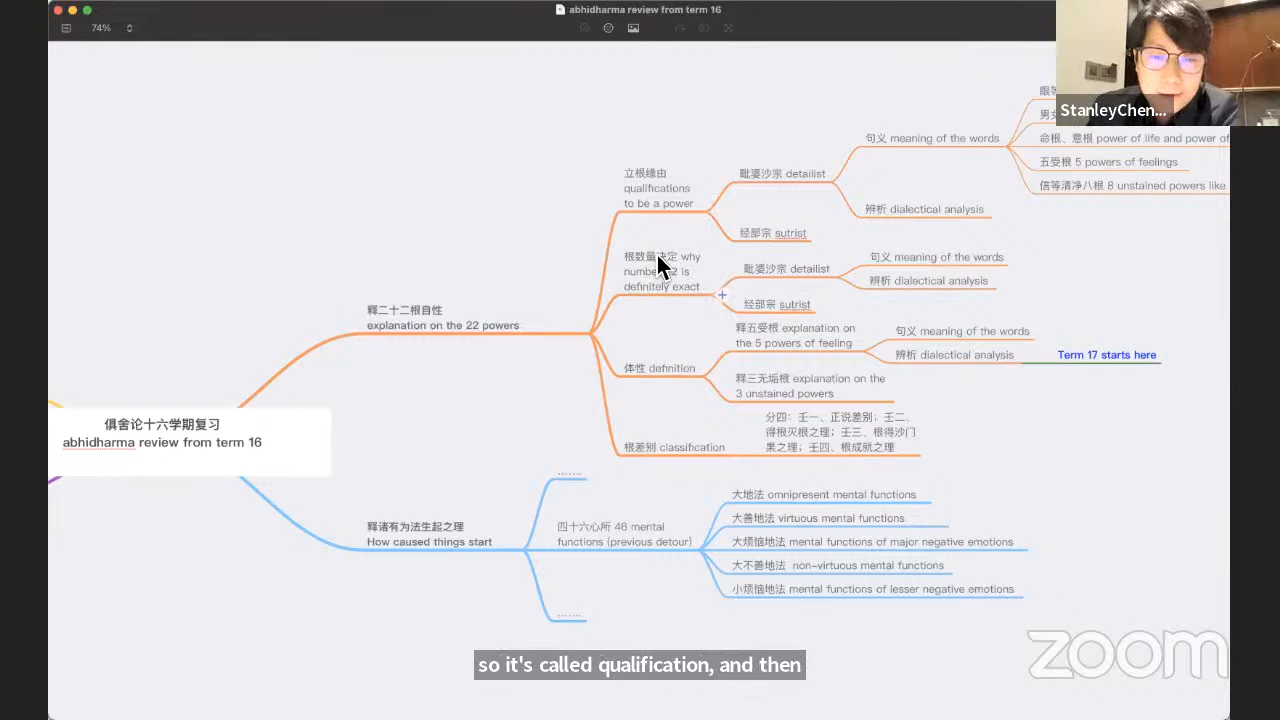 abhidharma review from term 16
74%
StanleyChen...
眼等
男女
句义 meaning of the words
命根、意根 power of life and power of
五受根 5 powers of feelings
信等清净八根 8 unstained powers like
立根缘由
qualifications
to be a power
毗婆沙宗 detailist
辨析 dialectical analysis
经部宗 sutrist
根数量决定 why
number 2 is
definitely exact
毗婆沙宗 detailist
句义 meaning of the words
辨析 dialectical analysis
经部宗 sutrist
释二十二根自性
explanation on the 22 powers
释五受根 explanation on
the 5 powers of feeling
句义 meaning of the words
辨析 dialectical analysis
Term 17 starts here
体性 definition
释三无垢根 explanation on the
3 unstained powers
根差别 classification
分四：壬一、正说差别；壬二、
得根灭根之理；壬三、根得沙门
果之理；壬四、根成就之理
俱舍论十六学期复习
abhidharma review from term 16
.......
释诸有为法生起之理
How caused things start
四十六心所 46 mental
functions (previous detour)
大地法 omnipresent mental functions
大善地法 virtuous mental functions
大烦恼地法 mental functions of major negative emotions
大不善地法 non-virtuous mental functions
小烦恼地法 mental functions of lesser negative emotions
.......
so it's called qualification, and then
zoom